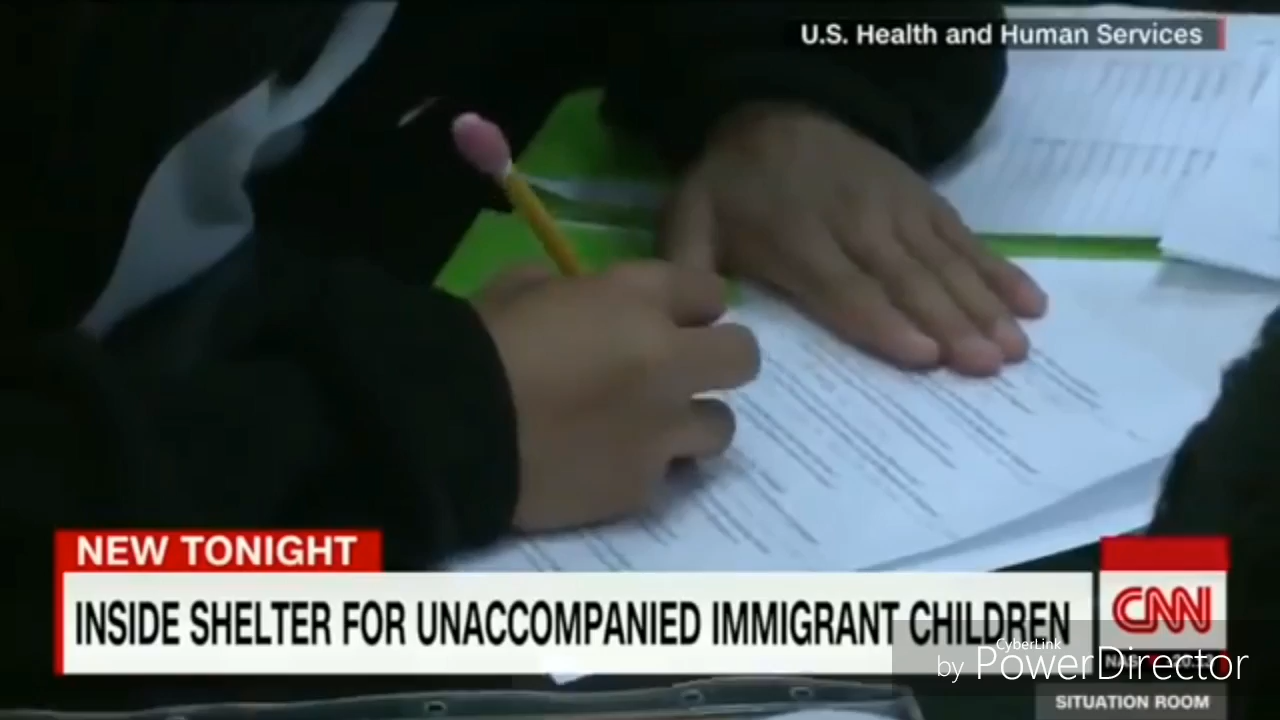 U.S. Health and Human Services
NEW TONIGHT
INSIDE SHELTER FOR UNACCOMPANIED IMMIGRANT CHILDREN
CNN
CyberLink
by PowerDirector
SITUATION ROOM